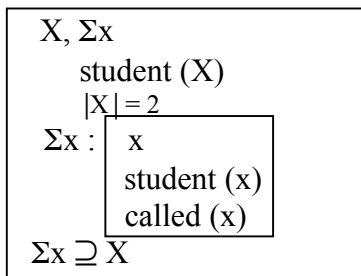 X, Σx
student (X)
|X| = 2
Σx : x
student (x)
called (x)
Σx ⊇ X